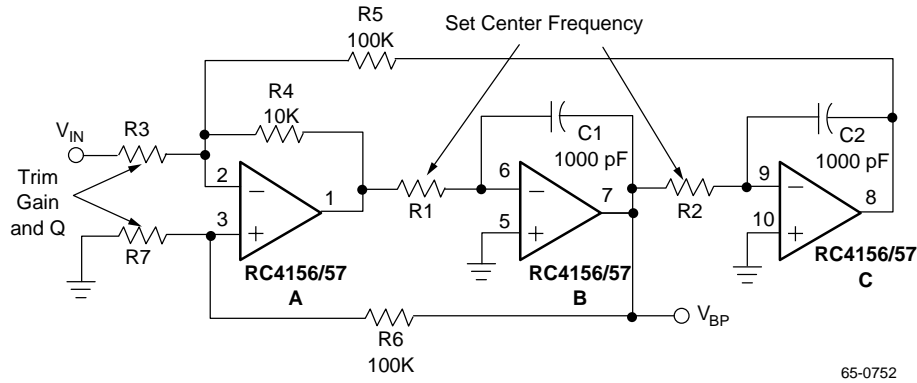 R5
100K
Set Center Frequency
R4
10K
VIN
R3
Trim
Gain
and Q
R7
2
3
1
RC4156/57
A
R1
C1
1000 pF
6
5
7
RC4156/57
B
R2
C2
1000 pF
9
10
8
RC4156/57
C
R6
100K
VBP
65-0752